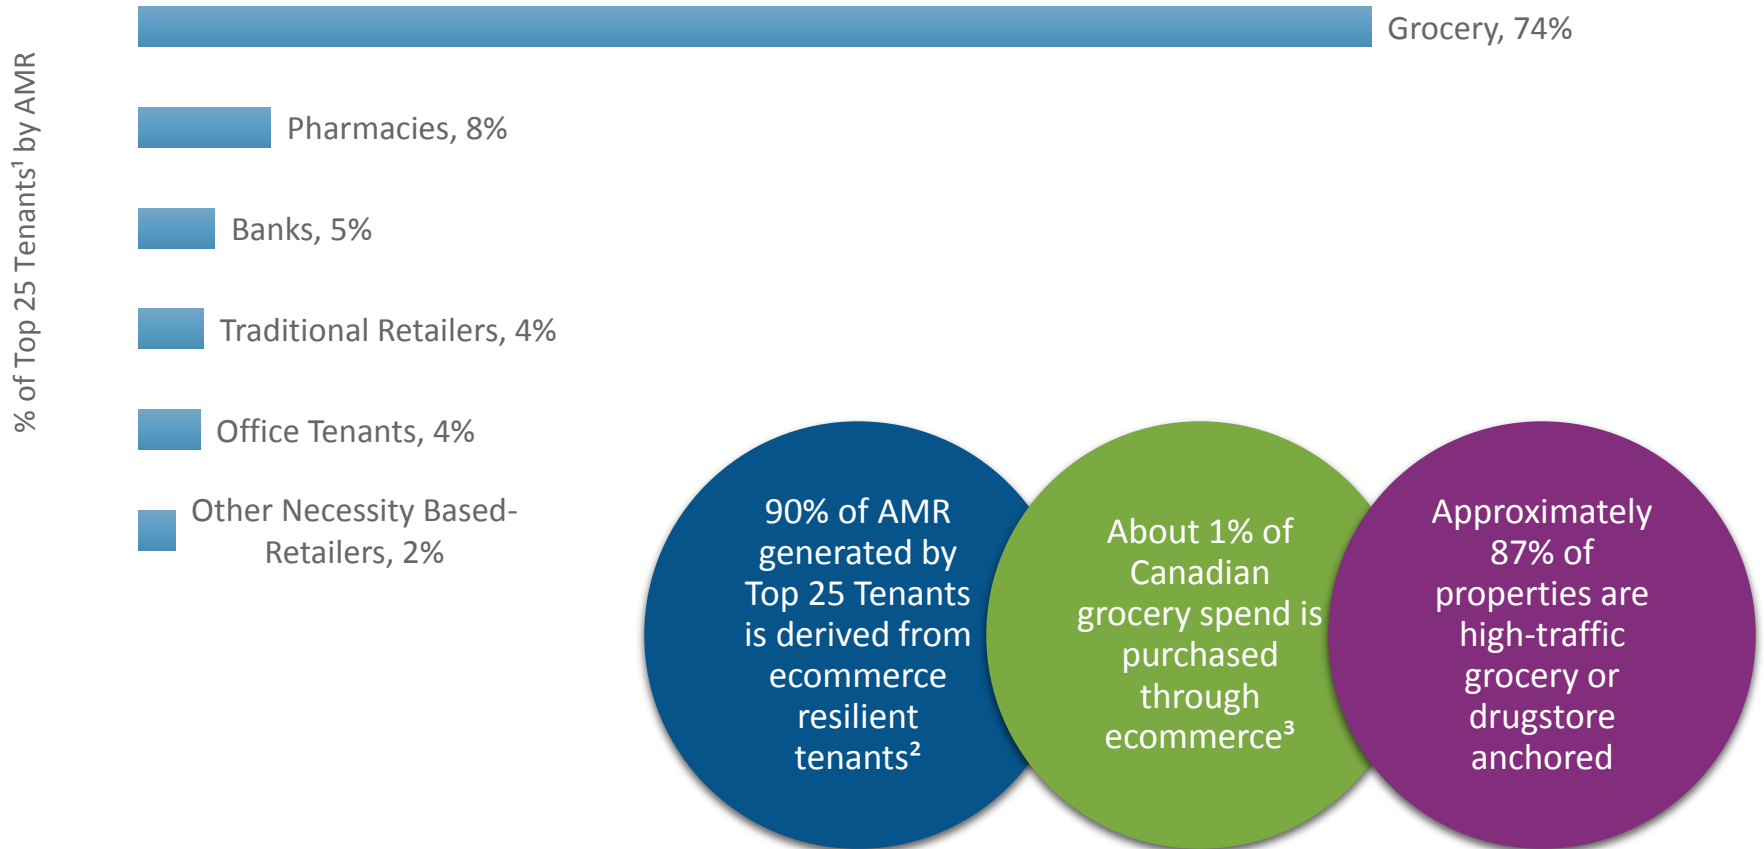 % of Top 25 Tenants¹ by AMR
Grocery, 74%
Pharmacies, 8%
Banks, 5%
Traditional Retailers, 4%
Office Tenants, 4%
Other Necessity Based-
Retailers, 2%
90% of AMR
generated by
Top 25 Tenants
is derived from
ecommerce
resilient
tenants²
About 1% of
Canadian
grocery spend is
purchased
through
ecommerce³
Approximately
87% of
properties are
high-traffic
grocery or
drugstore
anchored